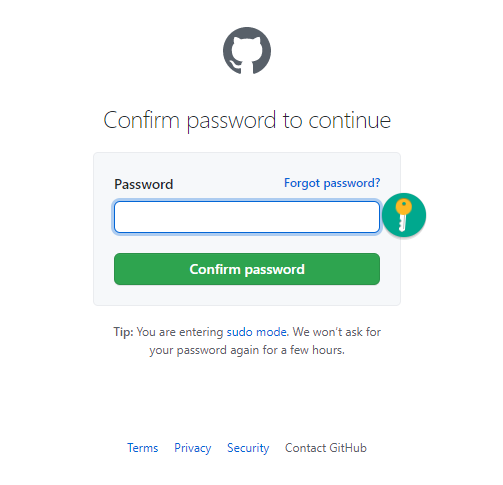 Confirm password to continue
Password
Forgot password?
Confirm password
Tip: You are entering sudo mode. We won't ask for
your password again for a few hours.
Terms Privacy Security Contact GitHub